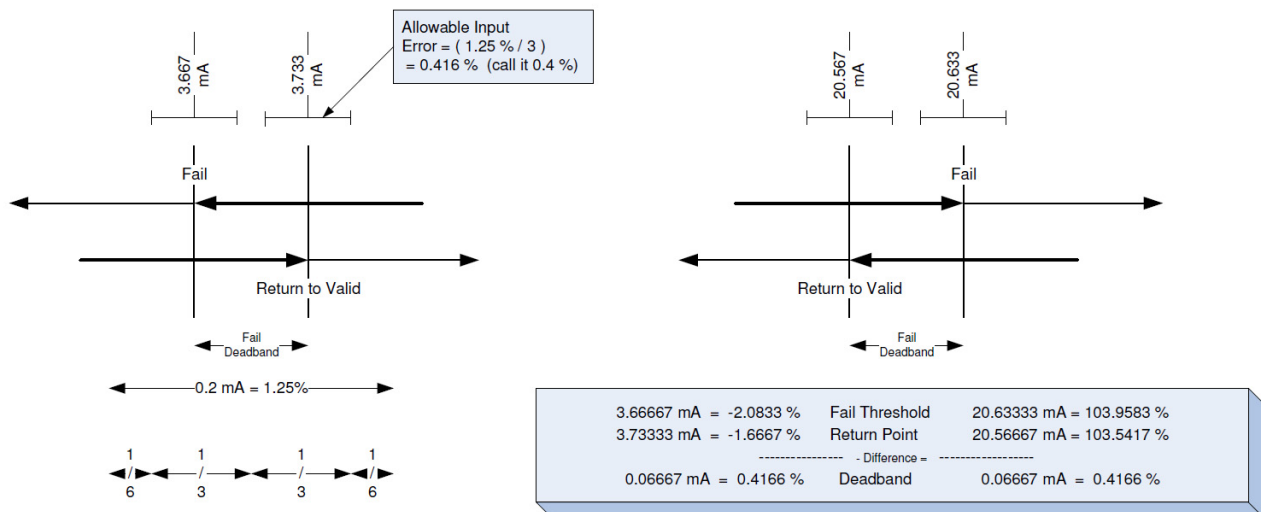 Allowable Input
Error = ( 1.25 % / 3 )
= 0.416 %  (call it 0.4 %)
3.667
mA
3.733
mA
20.567
mA
20.633
mA
Fail
Fail
Return to Valid
Return to Valid
Fail
Deadband
Fail
Deadband
0.2 mA = 1.25%
1
/
6
1
/
3
1
/
3
1
/
6
3.66667 mA = -2.0833 % Fail Threshold 20.63333 mA = 103.9583 %
3.73333 mA = -1.6667 % Return Point 20.56667 mA = 103.5417 %
---------------- - Difference = ------------------
0.06667 mA = 0.4166 % Deadband 0.06667 mA = 0.4166 %